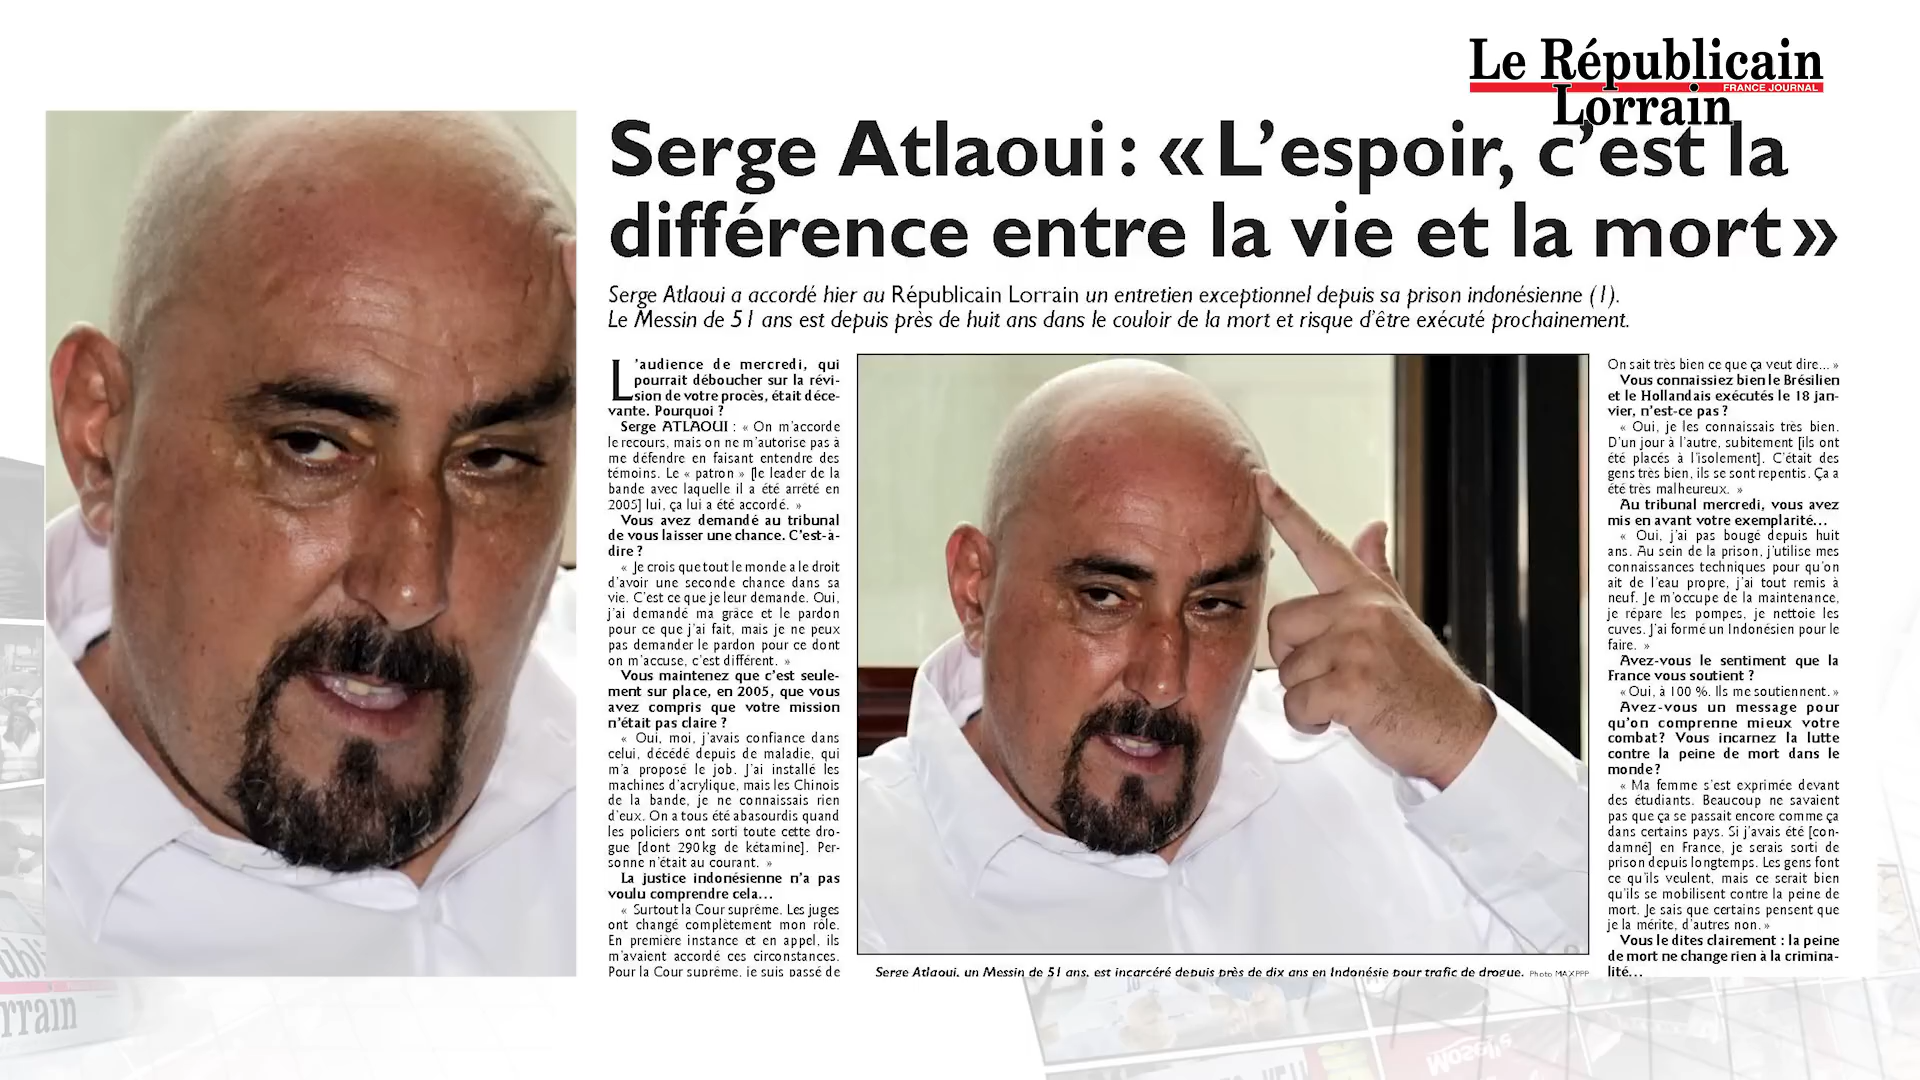 Le Républicain
FRANCE JOURNAL
Lorrain
Serge Atlaoui : « L’espoir, c’est la
différence entre la vie et la mort »
Serge Atlaoui a accordé hier au Républicain Lorrain un entretien exceptionnel depuis sa prison indonésienne (1).
Le Messin de 51 ans est depuis près de huit ans dans le couloir de la mort et risque d’être exécuté prochainement.
L’audience de mercredi, qui
pourrait déboucher sur la révi-
sion de votre procès, était déce-
vante. Pourquoi ?
Serge ATLAOUI : « On m’accorde
le recours, mais on ne m’autorise pas à
me défendre en faisant entendre des
témoins. Le « patron » [le leader de la
bande avec laquelle il a été arrêté en
2005] lui, ça lui a été accordé. »
Vous avez demandé au tribunal
de vous laisser une chance. C’est-à-
dire ?
« Je crois que tout le monde a le droit
d’avoir une seconde chance dans sa
vie. C’est ce que je leur demande. Oui,
j’ai demandé ma grâce et le pardon
pour ce que j’ai fait, mais je ne peux
pas demander le pardon pour ce dont
on m’accuse, c’est différent. »
Vous maintenez que c’est seule-
ment sur place, en 2005, que vous
avez compris que votre mission
n’était pas claire ?
« Oui, moi, j’avais confiance dans
celui, décédé depuis de maladie, qui
m’a proposé le job. J’ai installé les
machines d’acrylique, mais les Chinois
de la bande, je ne connaissais rien
d’eux. On a tous été abasourdis quand
les policiers ont sorti toute cette dro-
gue [dont 290 kg de kétamine]. Per-
sonne n’était au courant. »
La justice indonésienne n’a pas
voulu comprendre cela…
« Surtout la Cour suprême. Les juges
ont changé complètement mon rôle.
En première instance et en appel, ils
m’avaient accordé ces circonstances.
Pour la Cour suprême, je suis passé de
Serge Atlaoui, un Messin de 51 ans, est incarcéré depuis près de dix ans en Indonésie pour trafic de drogue. Photo MAXPPP
On sait très bien ce que ça veut dire… »
Vous connaissiez bien le Brésilien
et le Hollandais exécutés le 18 jan-
vier, n’est-ce pas ?
« Oui, je les connaissais très bien.
D’un jour à l’autre, subitement [ils ont
été placés à l’isolement]. C’était des
gens très bien, ils se sont repentis. Ça a
été très malheureux. »
Au tribunal mercredi, vous avez
mis en avant votre exemplarité…
« Oui, j’ai pas bougé depuis huit
ans. Au sein de la prison, j’utilise mes
connaissances techniques pour qu’on
ait de l’eau propre, j’ai tout remis à
neuf. Je m’occupe de la maintenance,
je répare les pompes, je nettoie les
cuves. J’ai formé un Indonésien pour le
faire. »
Avez-vous le sentiment que la
France vous soutient ?
« Oui, à 100 %. Ils me soutiennent. »
Avez-vous un message pour
qu’on comprenne mieux votre
combat ? Vous incarnez la lutte
contre la peine de mort dans le
monde ?
« Ma femme s’est exprimée devant
des étudiants. Beaucoup ne savaient
pas que ça se passait encore comme ça
dans certains pays. Si j’avais été [con-
damné] en France, je serais sorti de
prison depuis longtemps. Les gens font
ce qu’ils veulent, mais ce serait bien
qu’ils se mobilisent contre la peine de
mort. Je sais que certains pensent que
je la mérite, d’autres non. »
Vous le dites clairement : la peine
de mort ne change rien à la crimina-
lité…
rrain
Moselle